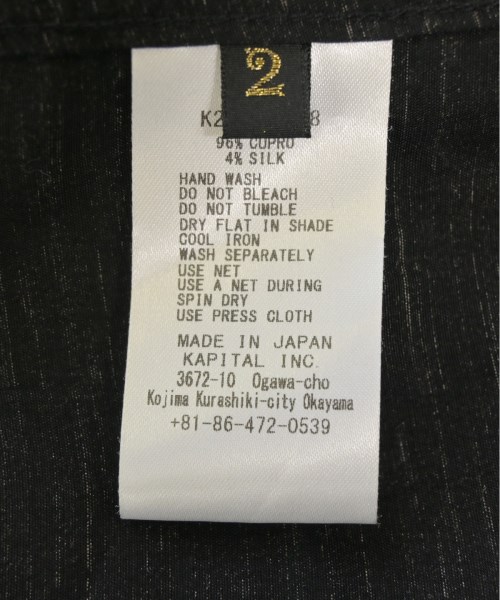 2
96% CUPRO
4% SILK
HAND WASH
DO NOT BLEACH
DO NOT TUMBLE
DRY FLAT IN SHADE
COOL IRON
WASH SEPARATELY
USE NET
USE A NET DURING
SPIN DRY
USE PRESS CLOTH
MADE IN JAPAN
KAPITAL INC.
3672-10 Ogawa-cho
Kojima Kurashiki-city Okayama
+81-86-472-0539